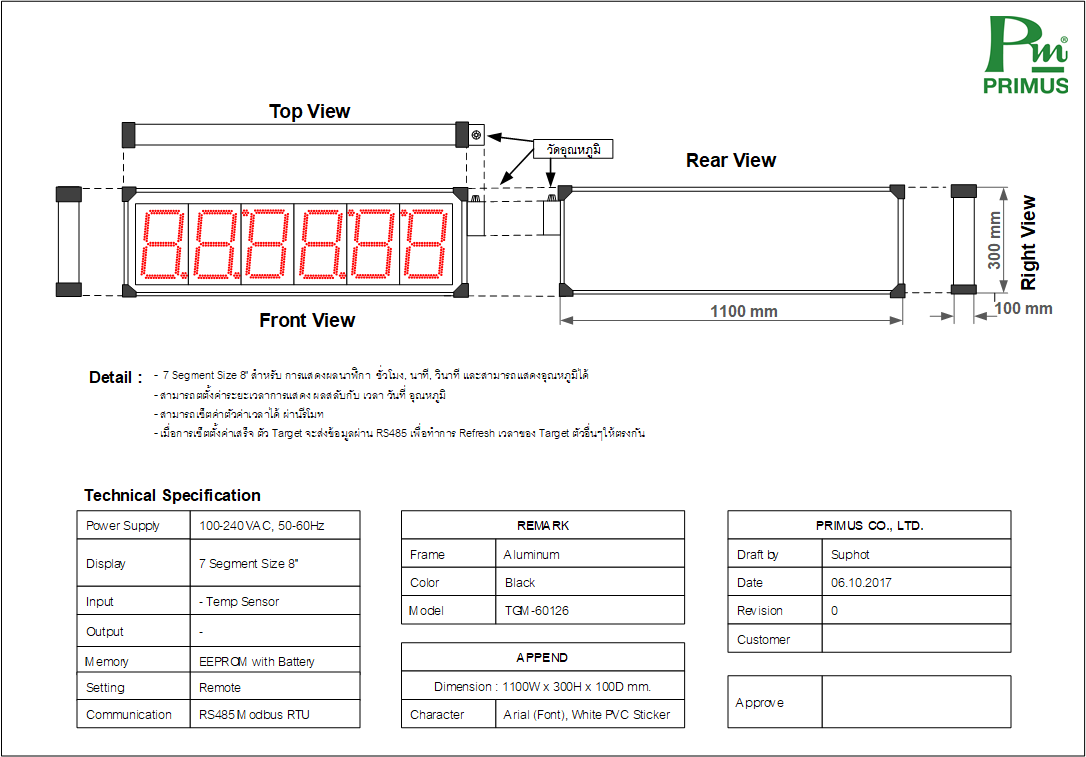 Pm®
PRIMUS
Top View
วัดอุณหภูมิ
Rear View
Right View
300 mm
100 mm
1100 mm
Front View
Detail :
- 7 Segment Size 8" สำหรับ การแสดงผลนาฬิกา ชั่วโมง, นาที, วินาที และสามารถแสดงอุณหภูมิได้
- สามารถตตั้งค่าระยะเวลาการแสดง ผลสลับกับ เวลา วันที่ อุณหภูมิ
- สามารถเซ็ตค่าตัวค่าเวลาได้ ผ่านรีโมท
- เมื่อการเซ็ตตั้งค่าเสร็จ ตัว Target จะส่งข้อมูลผ่าน RS485 เพื่อทำการ Refresh เวลาของ Target ตัวอื่นๆให้ตรงกัน
Technical Specification
Power Supply 100-240 VAC, 50-60Hz
Display 7 Segment Size 8"
Input - Temp Sensor
Output -
Memory EEPROM with Battery
Setting Remote
Communication RS485 Modbus RTU
REMARK
Frame Aluminum
Color Black
Model TGM-60126
APPEND
Dimension : 1100W x 300H x 100D mm.
Character Arial (Font), White PVC Sticker
PRIMUS CO., LTD.
Draft by Suphot
Date 06.10.2017
Revision 0
Customer
Approve